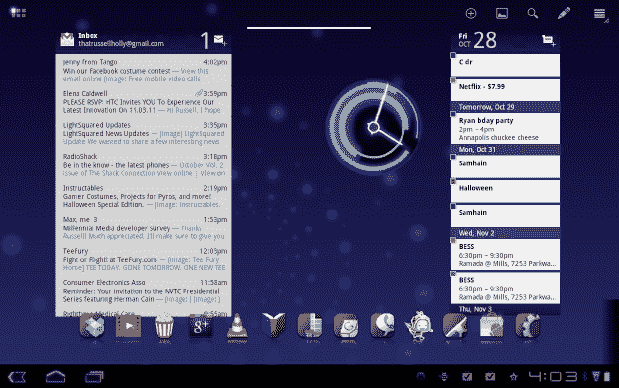 Inbox
thatrussellholly@gmail.com
1
Jenny from Tango 4:02pm
Win our Facebook costume contest — View this
email online [Image: Free mobile video calls
Elena Caldwell 3:59pm
PLEASE RSVP: HTC Invites YOU To Experience Our
Latest Innovation On 11.03.11 — Hi Russell, I hope
LightSquared Updates 3:35pm
LightSquared News Updates — [Image] LightSquared
Update We wanted to share a few interesting news
RadioShack 3:18pm
Be in the know - the latest phones — October Vol. 2
issue of The Shack Connection View online | View on
Instructables 2:19pm
Gamer Costumes, Projects for Pyros, and more!
Halloween Special Edition. — [Image: Instructables.
Max, me 3 1:53pm
Millennial Media developer survey — Thanks
Russell! Much appreciated. I'll make sure to give you
TeeFury 12:05pm
Fight or Flight! at TeeFury.com — [Image: Tee Fury
Horse] TEE TODAY. GONE TOMORROW. ONE NEW TEE
Consumer Electronics Asso 11:58am
Reminder: Your invitation to the NVTC Presidential
Series featuring Herman Cain — [Image: ] [Image: ]
9:55am
Fri
OCT 28
C dr
Netflix - $7.99
Tomorrow, Oct 29
Ryan bday party
2pm – 4pm
Annapolis chuckee cheese
Mon, Oct 31
Samhain
Halloween
Samhain
Wed, Nov 2
BESS
6:30pm – 9:30pm
Ramada @ Mills, 7253 Parkwa...
BESS
6:30pm – 9:30pm
Ramada @ Mills, 7253 Parkwa...
Thu, Nov 3
4:03